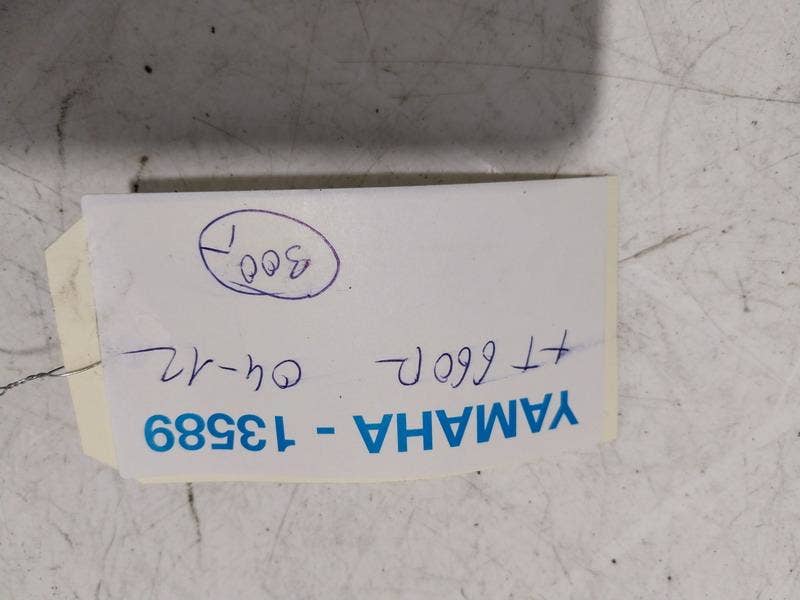 YAMAHA - 13589
XT 660R 04-12
300,-